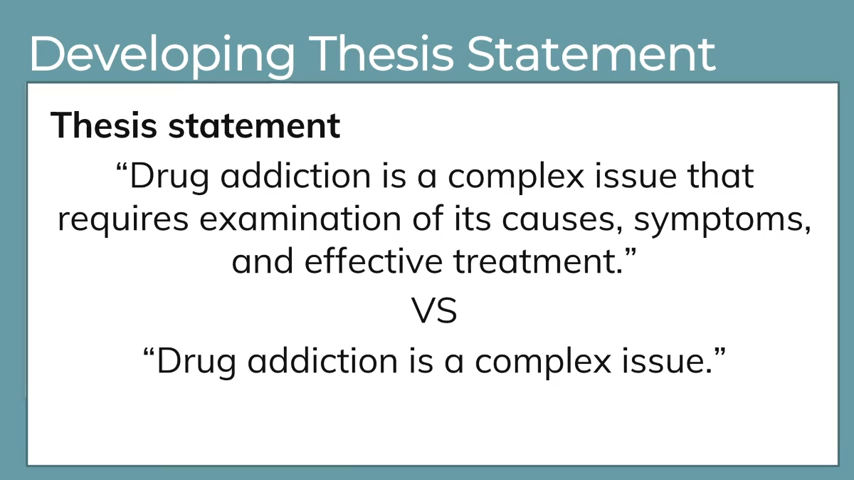 Developing Thesis Statement
Thesis statement
“Drug addiction is a complex issue that
requires examination of its causes, symptoms,
and effective treatment.”
VS
“Drug addiction is a complex issue.”